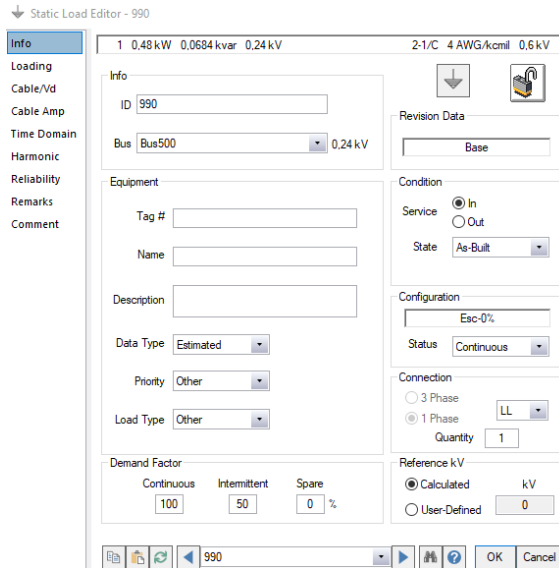 Static Load Editor - 990
Info
Loading
Cable/Vd
Cable Amp
Time Domain
Harmonic
Reliability
Remarks
Comment
1 0,48 kW 0,0684 kvar 0,24 kV 2-1/C 4 AWG/kcmil 0,6 kV
Info
ID 990
Bus Bus500 0,24 kV
Revision Data
Base
Equipment
Tag #
Name
Description
Data Type Estimated
Priority Other
Load Type Other
Condition
Service In
Out
State As-Built
Configuration
Esc-0%
Status Continuous
Connection
3 Phase
1 Phase
LL
Quantity 1
Demand Factor
Continuous Intermittent Spare
100 50 0 %
Reference kV
Calculated kV
User-Defined 0
990 ? OK Cancel